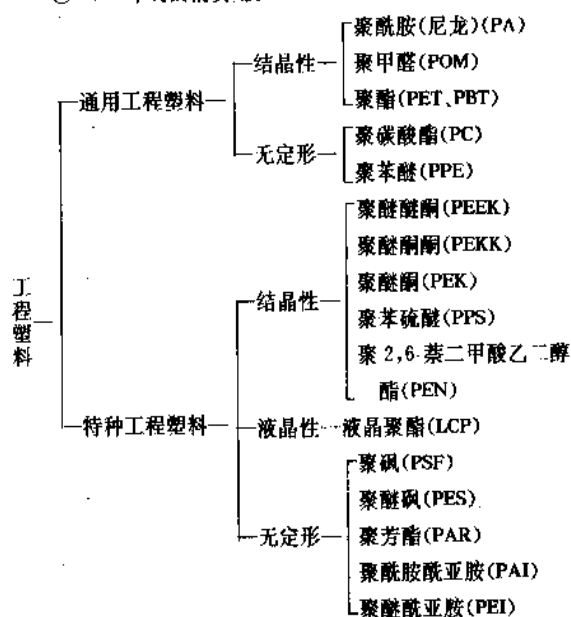 聚酰胺(尼龙)(PA)
结晶性
聚甲醛(POM)
聚酯(PET、PBT)
通用工程塑料
聚碳酸酯(PC)
无定形
聚苯醚(PPE)
工程塑料
聚醚醚酮(PEEK)
聚醚酮酮(PEKK)
聚醚酮(PEK)
结晶性
聚苯硫醚(PPS)
聚 2,6-萘二甲酸乙二醇
酯(PEN)
特种工程塑料
液晶性
液晶聚酯(LCP)
聚砜(PSF)
聚醚砜(PES)
无定形
聚芳酯(PAR)
聚酰胺酰亚胺(PAI)
聚醚酰亚胺(PEI)